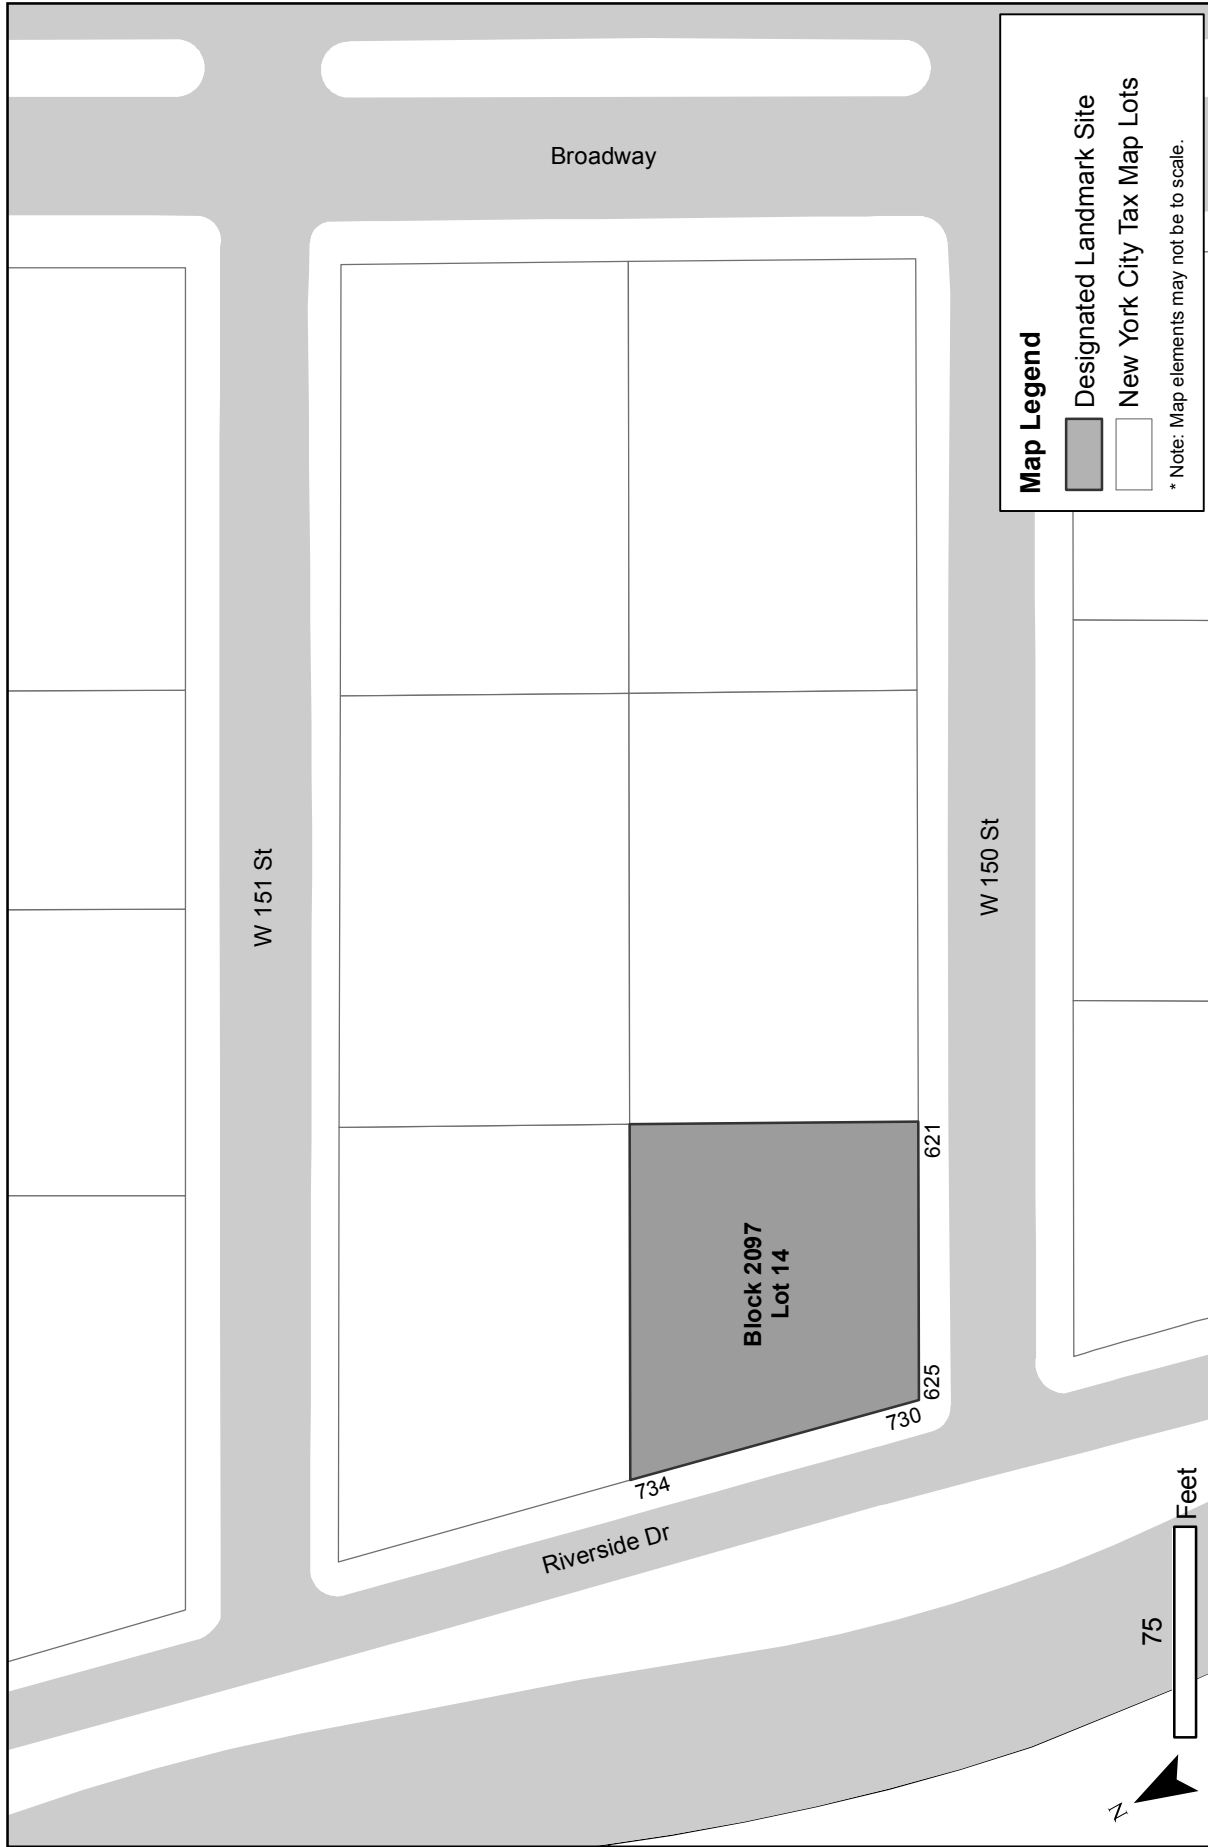 Broadway
W 151 St
W 150 St
Riverside Dr
Block 2097
Lot 14
621
625
730
734
Map Legend
Designated Landmark Site
New York City Tax Map Lots
* Note: Map elements may not be to scale.
75
Feet
N